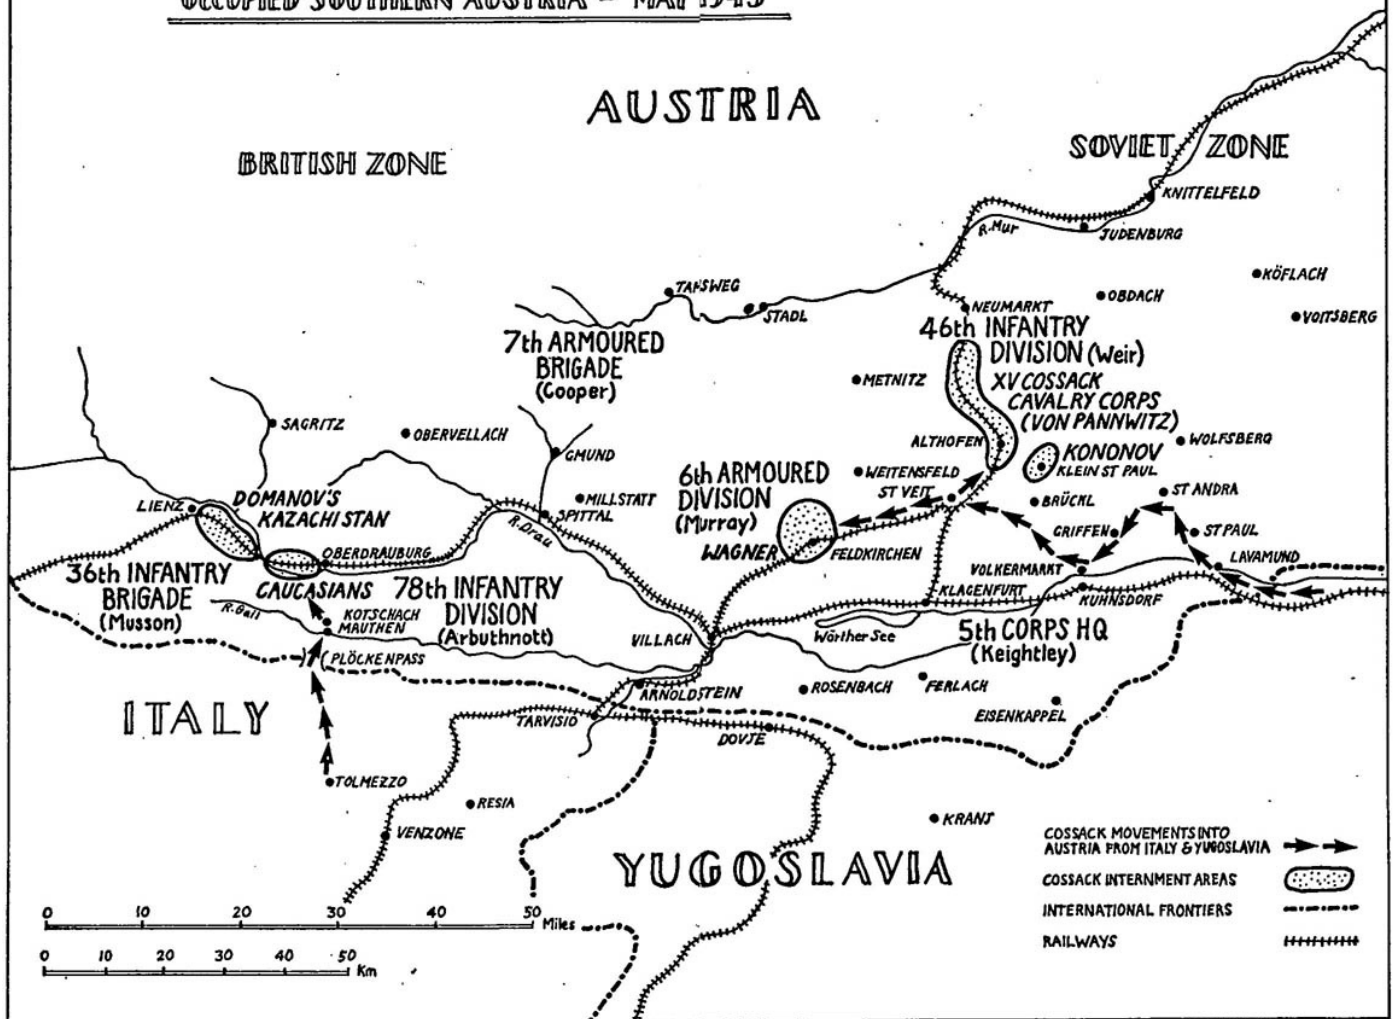 OCCUPIED SOUTHERN AUSTRIA – MAY 1945
AUSTRIA
BRITISH ZONE
SOVIET ZONE
KNITTELFELD
R. Mur
JUDENBURG
KÖFLACH
OBDACH
VOITSBERG
TAMSWEG
STADL
NEUMARKT
7th ARMOURED
BRIGADE
(Cooper)
46th INFANTRY
DIVISION (Weir)
XV COSSACK
CAVALRY CORPS
(VON PANNWITZ)
METNITZ
SAGRITZ
OBERVELLACH
GMUND
ALTHOFEN
KONONOV
KLEIN ST PAUL
WOLFSBERG
6th ARMOURED
DIVISION
(Murray)
WEITENSFELD
ST VEIT
BRÜCKL
ST ANDRA
MILLSTATT
SPITTAL
LIENZ
DOMANOV'S
KAZACHI STAN
R. Drau
GRIFFEN
ST PAUL
WAGNER
FELDKIRCHEN
OBERDRAUBURG
LAVAMUND
VOLKERMARKT
36th INFANTRY
BRIGADE
(Musson)
CAUCASIANS
78th INFANTRY
DIVISION
(Arbuthnott)
KLAGENFURT
KUHNSDORF
R. Gail
KOTSCHACH
MAUTHEN
VILLACH
Wörther See
5th CORPS HQ
(Keightley)
PLÖCKENPASS
ARNOLDSTEIN
ROSENBACH
FERLACH
EISENKAPPEL
ITALY
TARVISIO
DOVJE
TOLMEZZO
RESIA
VENZONE
KRANJ
YUGOSLAVIA
COSSACK MOVEMENTS INTO
AUSTRIA FROM ITALY & YUGOSLAVIA
COSSACK INTERNMENT AREAS
INTERNATIONAL FRONTIERS
RAILWAYS
0 10 20 30 40 50 Miles
0 10 20 30 40 50 Km